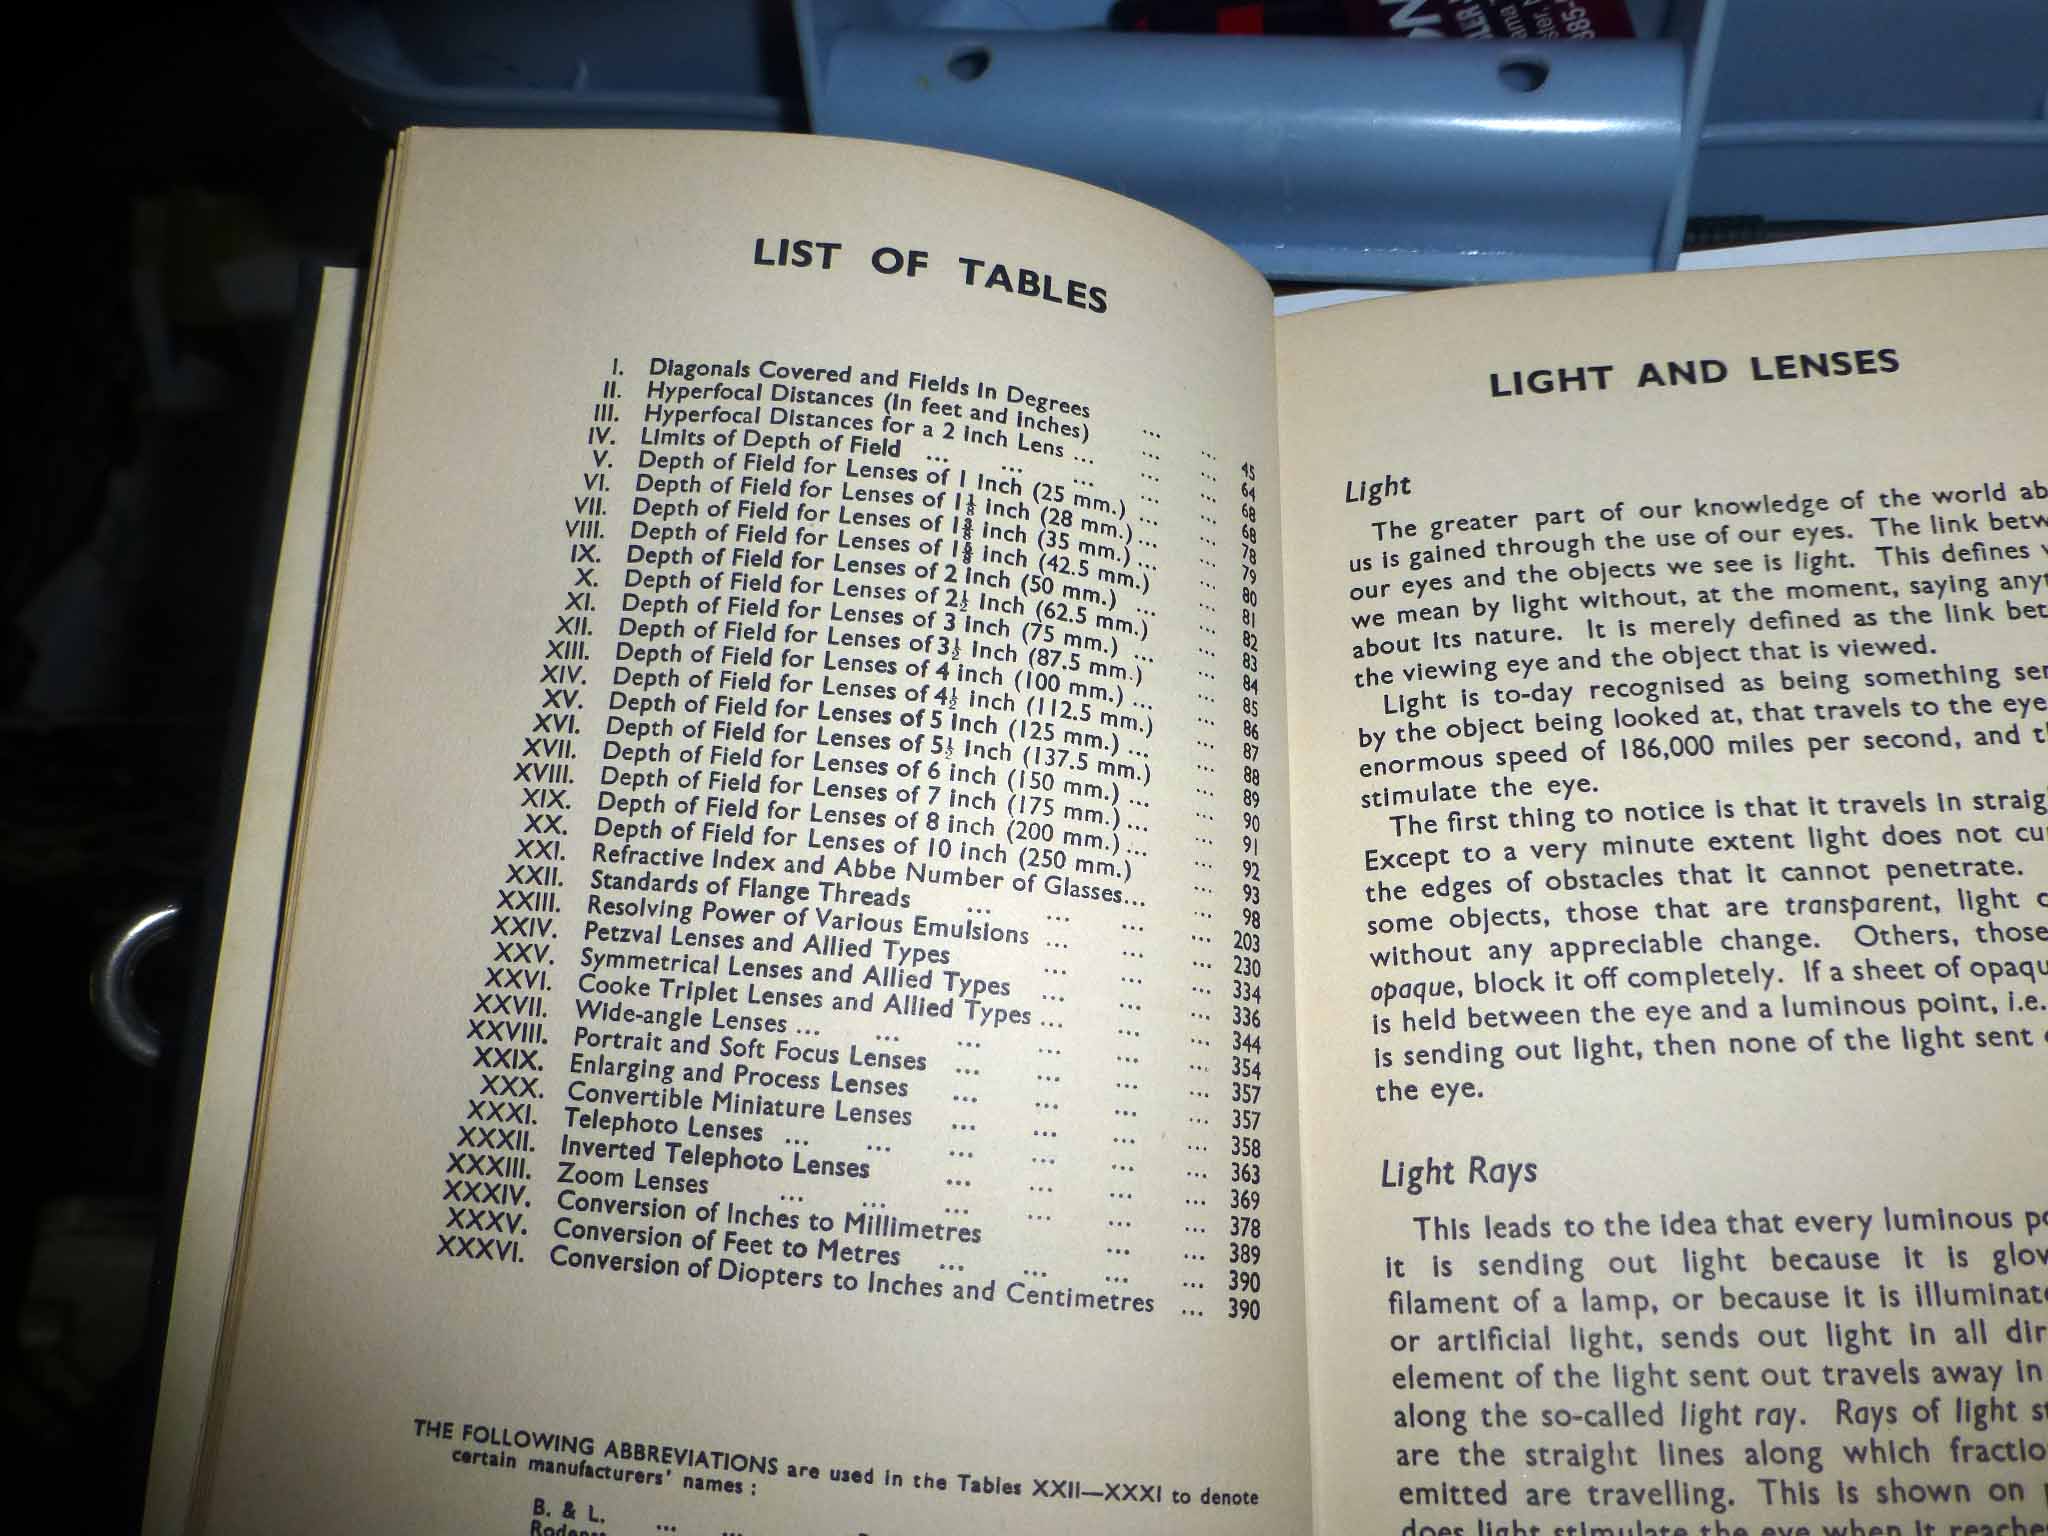 LIST OF TABLES
I. Diagonals Covered and Fields in Degrees ... ... 45
II. Hyperfocal Distances (In feet and inches) ... ... 64
III. Hyperfocal Distances for a 2 inch Lens ... ... ... 68
IV. Limits of Depth of Field ... ... ... ... ... 68
V. Depth of Field for Lenses of 1 inch (25 mm.) ... ... 78
VI. Depth of Field for Lenses of 1⅛ inch (28 mm.) ... ... 79
VII. Depth of Field for Lenses of 1⅜ inch (35 mm.) ... ... 80
VIII. Depth of Field for Lenses of 1⅝ inch (42.5 mm.) ... 81
IX. Depth of Field for Lenses of 2 inch (50 mm.) ... ... 82
X. Depth of Field for Lenses of 2½ inch (62.5 mm.) ... 83
XI. Depth of Field for Lenses of 3 inch (75 mm.) ... ... 84
XII. Depth of Field for Lenses of 3½ inch (87.5 mm.) ... 85
XIII. Depth of Field for Lenses of 4 inch (100 mm.) ... ... 86
XIV. Depth of Field for Lenses of 4½ inch (112.5 mm.) ... 87
XV. Depth of Field for Lenses of 5 inch (125 mm.) ... ... 88
XVI. Depth of Field for Lenses of 5½ inch (137.5 mm.) ... 89
XVII. Depth of Field for Lenses of 6 inch (150 mm.) ... ... 90
XVIII. Depth of Field for Lenses of 7 inch (175 mm.) ... ... 91
XIX. Depth of Field for Lenses of 8 inch (200 mm.) ... ... 92
XX. Depth of Field for Lenses of 10 inch (250 mm.) ... 93
XXI. Refractive Index and Abbe Number of Glasses... ... 98
XXII. Standards of Flange Threads ... ... ... ... 203
XXIII. Resolving Power of Various Emulsions ... ... ... 230
XXIV. Petzval Lenses and Allied Types ... ... ... 334
XXV. Symmetrical Lenses and Allied Types ... ... ... 336
XXVI. Cooke Triplet Lenses and Allied Types ... ... ... 344
XXVII. Wide-angle Lenses ... ... ... ... ... ... 354
XXVIII. Portrait and Soft Focus Lenses ... ... ... ... 357
XXIX. Enlarging and Process Lenses ... ... ... ... 357
XXX. Convertible Miniature Lenses ... ... ... ... 358
XXXI. Telephoto Lenses ... ... ... ... ... ... 363
XXXII. Inverted Telephoto Lenses ... ... ... ... 369
XXXIII. Zoom Lenses ... ... ... ... ... ... 378
XXXIV. Conversion of Inches to Millimetres ... ... 389
XXXV. Conversion of Feet to Metres ... ... ... ... 390
XXXVI. Conversion of Diopters to Inches and Centimetres ... 390
THE FOLLOWING ABBREVIATIONS are used in the Tables XXII—XXXI to denote
certain manufacturers' names :
B. & L. ... ...
LIGHT AND LENSES
Light
The greater part of our knowledge of the world ab
us is gained through the use of our eyes. The link betw
our eyes and the objects we see is light. This defines
we mean by light without, at the moment, saying anyt
about its nature. It is merely defined as the link bet
the viewing eye and the object that is viewed.
Light is to-day recognised as being something sen
by the object being looked at, that travels to the eye
enormous speed of 186,000 miles per second, and th
stimulate the eye.
The first thing to notice is that it travels in straig
Except to a very minute extent light does not cu
the edges of obstacles that it cannot penetrate.
some objects, those that are transparent, light
without any appreciable change. Others, those
opaque, block it off completely. If a sheet of opaqu
is held between the eye and a luminous point, i.e.
is sending out light, then none of the light sent
the eye.
Light Rays
This leads to the idea that every luminous po
it is sending out light because it is glow
filament of a lamp, or because it is illuminat
or artificial light, sends out light in all dir
element of the light sent out travels away in
along the so-called light ray. Rays of light st
are the straight lines along which fractio
emitted are travelling. This is shown on
does light stimulate the eye when it reache